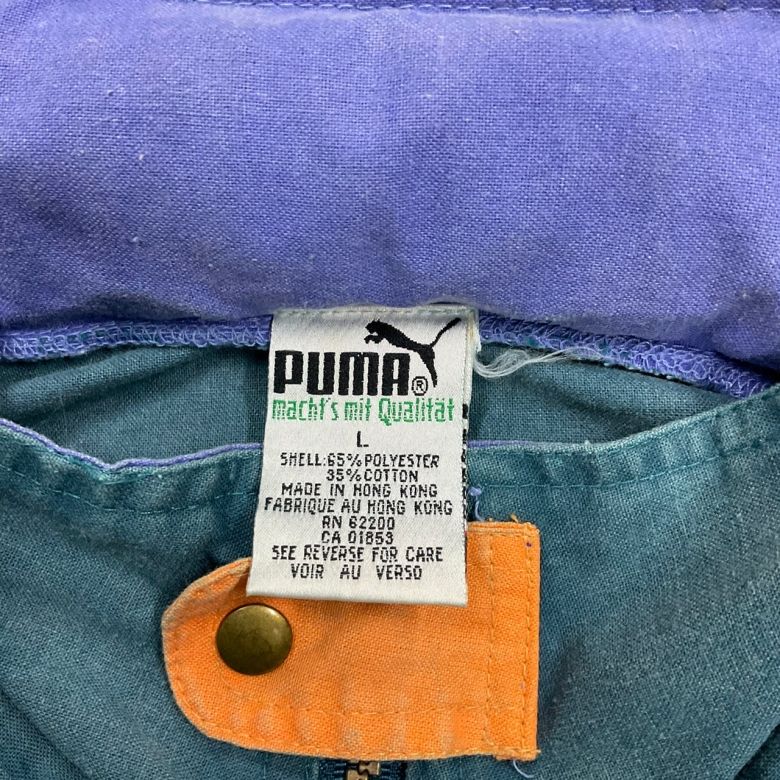 PUMA®
macht's mit Qualität
L
SHELL:65%POLYESTER
35%COTTON
MADE IN HONG KONG
FABRIQUE AU HONG KONG
RN 62200
CA 01853
SEE REVERSE FOR CARE
VOIR AU VERSO